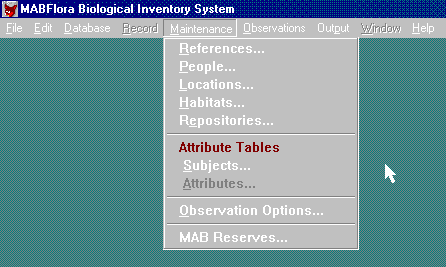 MABFlora Biological Inventory System
File Edit Database Record Maintenance Observations Output Window Help
References...
People...
Locations...
Habitats...
Repositories...
Attribute Tables
Subjects...
Attributes...
Observation Options...
MAB Reserves...